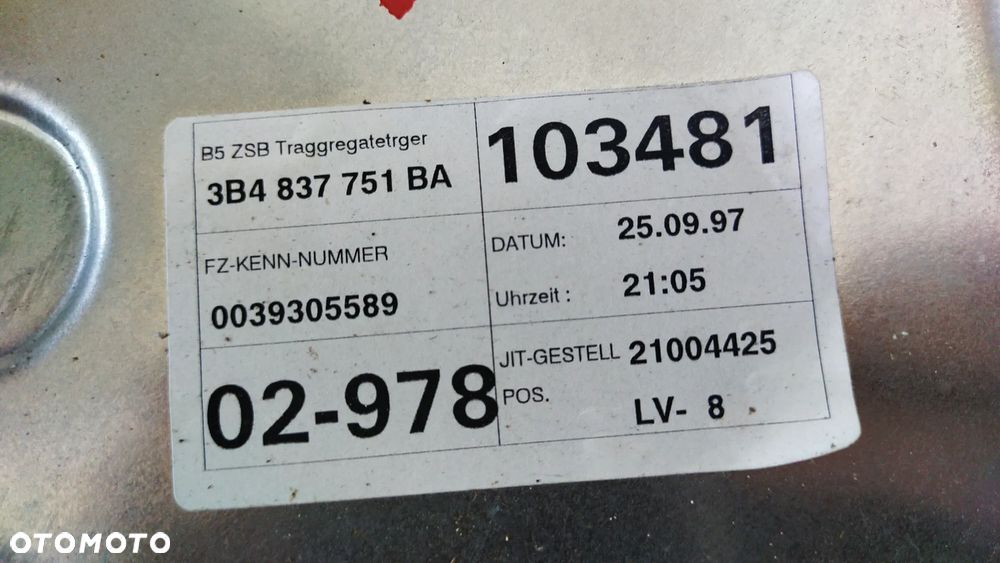 B5 ZSB Traggregatetrger
3B4 837 751 BA
103481
FZ-KENN-NUMMER
0039305589
DATUM: 25.09.97
Uhrzeit : 21:05
02-978
JIT-GESTELL 21004425
POS. LV- 8
OTOMOTO